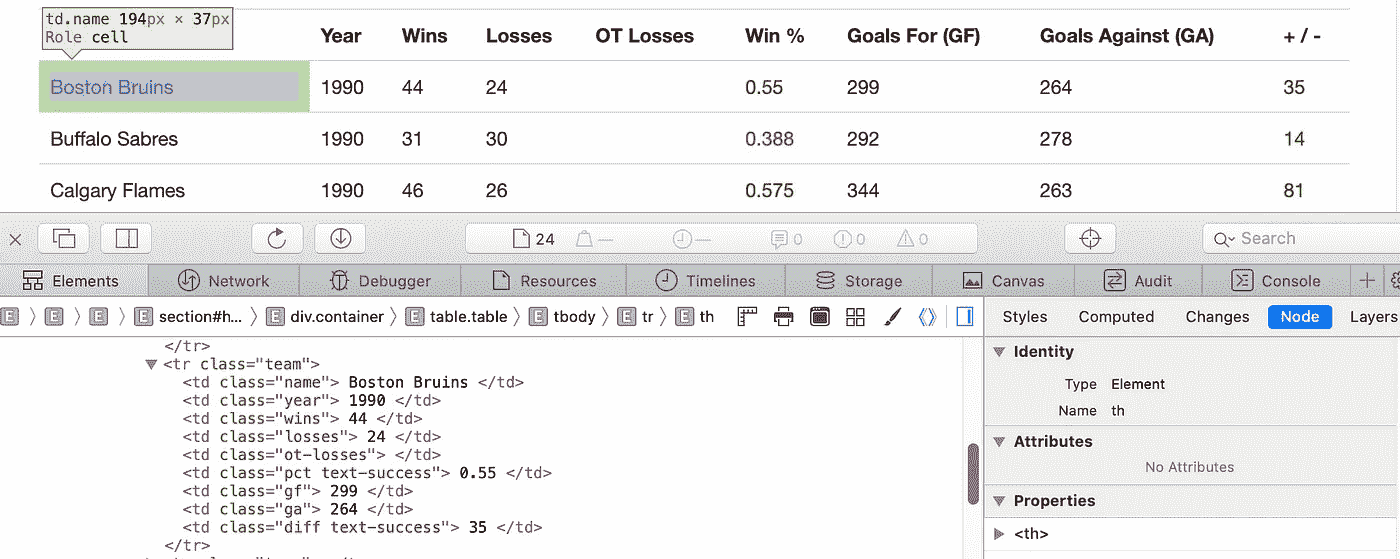 td.name 194px × 37px
Role cell
Year Wins Losses OT Losses Win % Goals For (GF) Goals Against (GA) + / -
Boston Bruins 1990 44 24 0.55 299 264 35
Buffalo Sabres 1990 31 30 0.388 292 278 14
Calgary Flames 1990 46 26 0.575 344 263 81
24 — — 0 0 0 Search
Elements Network Debugger Resources Timelines Storage Canvas Audit Console
E E E E section#h... E div.container E table.table E tbody E tr E th
Styles Computed Changes Node Layers
</tr>
<tr class="team">
<td class="name"> Boston Bruins </td>
<td class="year"> 1990 </td>
<td class="wins"> 44 </td>
<td class="losses"> 24 </td>
<td class="ot-losses"> </td>
<td class="pct text-success"> 0.55 </td>
<td class="gf"> 299 </td>
<td class="ga"> 264 </td>
<td class="diff text-success"> 35 </td>
</tr>
Identity
Type Element
Name th
Attributes
No Attributes
Properties
<th>